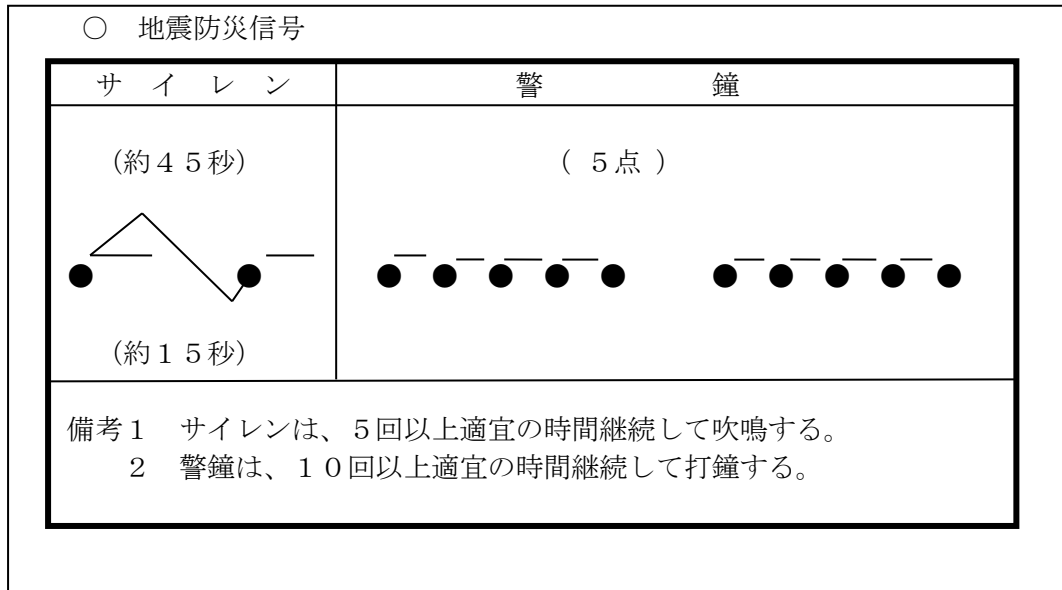 ○　地震防災信号
サ　イ　レ　ン
警　　　　　鐘
（約４５秒）
（ ５点 ）
（約１５秒）
備考１　サイレンは、５回以上適宜の時間継続して吹鳴する。
２　警鐘は、１０回以上適宜の時間継続して打鐘する。